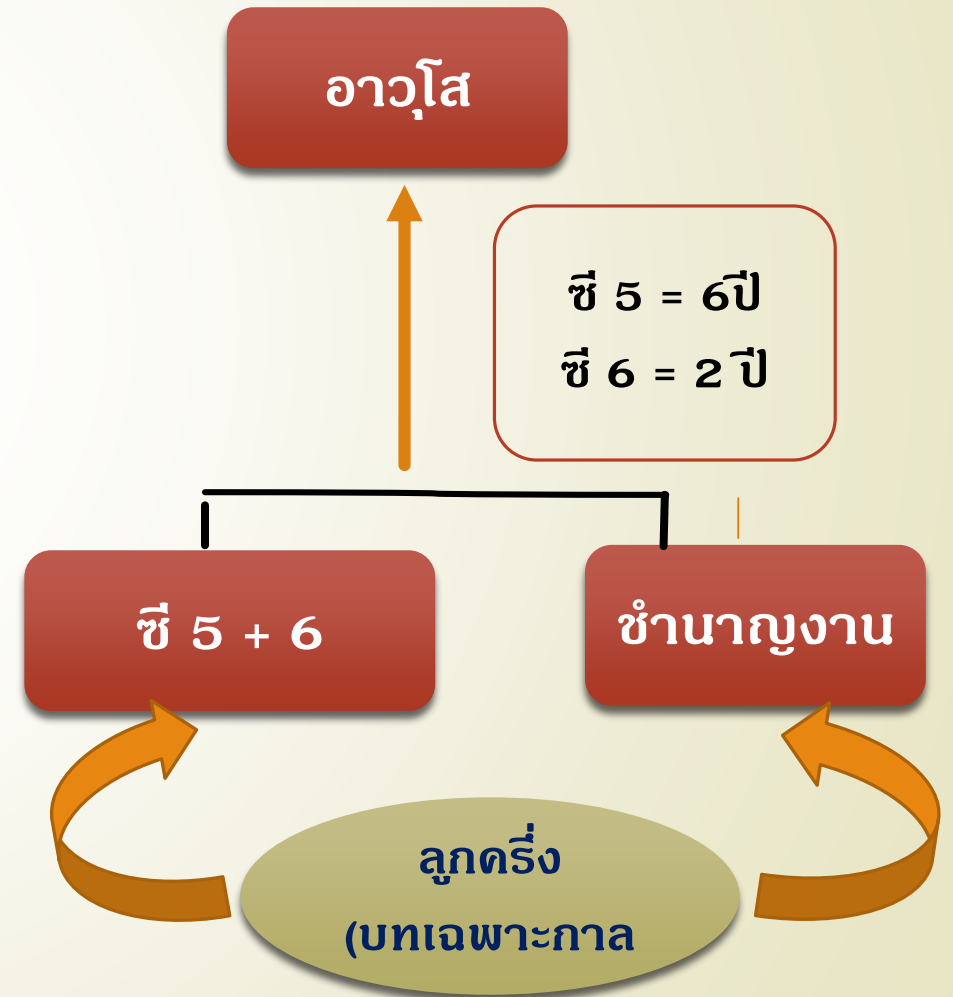 อาวุโส
ซี 5 = 6ปี
ซี 6 = 2 ปี
ซี 5 + 6
ชำนาญงาน
ลูกครึ่ง
(บทเฉพาะกาล